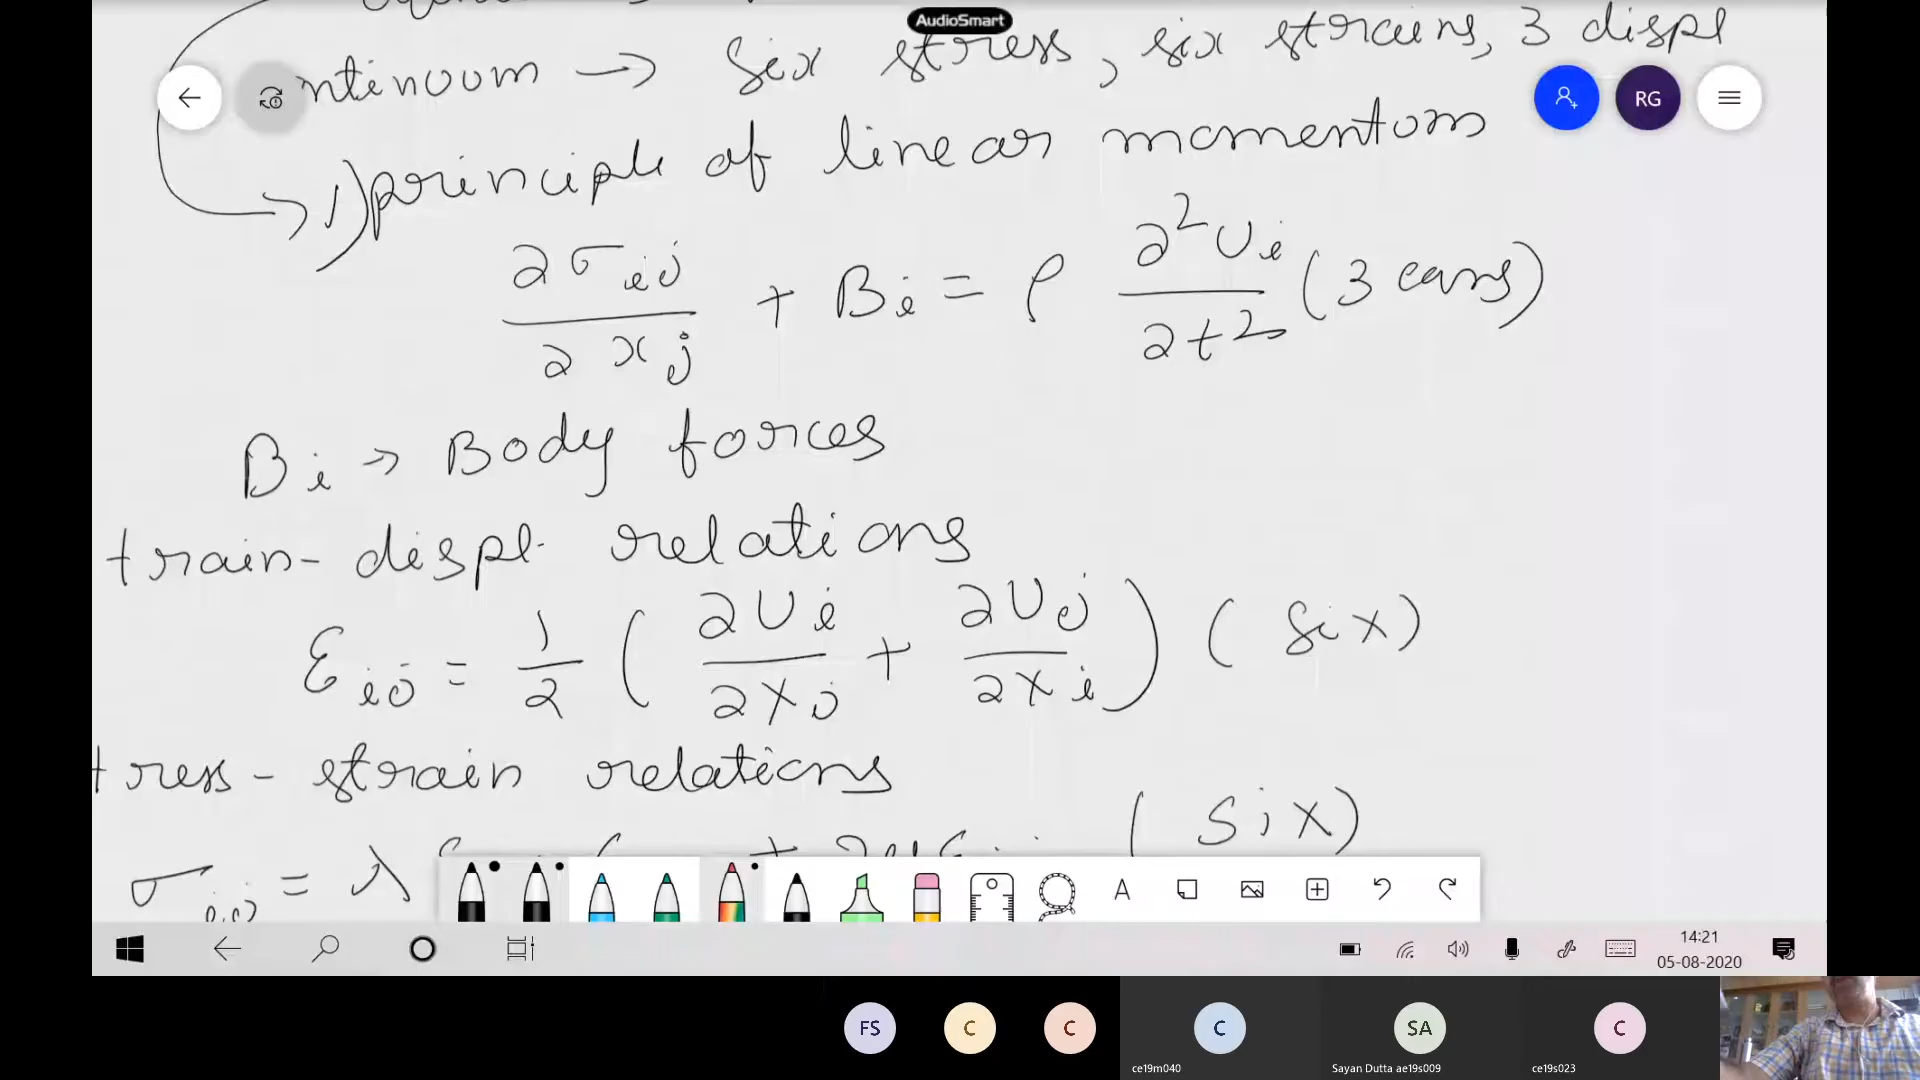 AudioSmart
ntinuum → six stress, six strains, 3 displ
RG
→ 1) principle of linear momentum
∂σij/∂xj + Bi = ρ ∂²Ui/∂t² (3 eqns)
Bi → Body forces
train-displ. relations
Eij = 1/2 (∂Ui/∂xj + ∂Uj/∂xi) (six)
tress-strain relations
σij = λ (six)
A
14:21
05-08-2020
FS C C C SA C
ce19m040 Sayan Dutta ae19s009 ce19s023